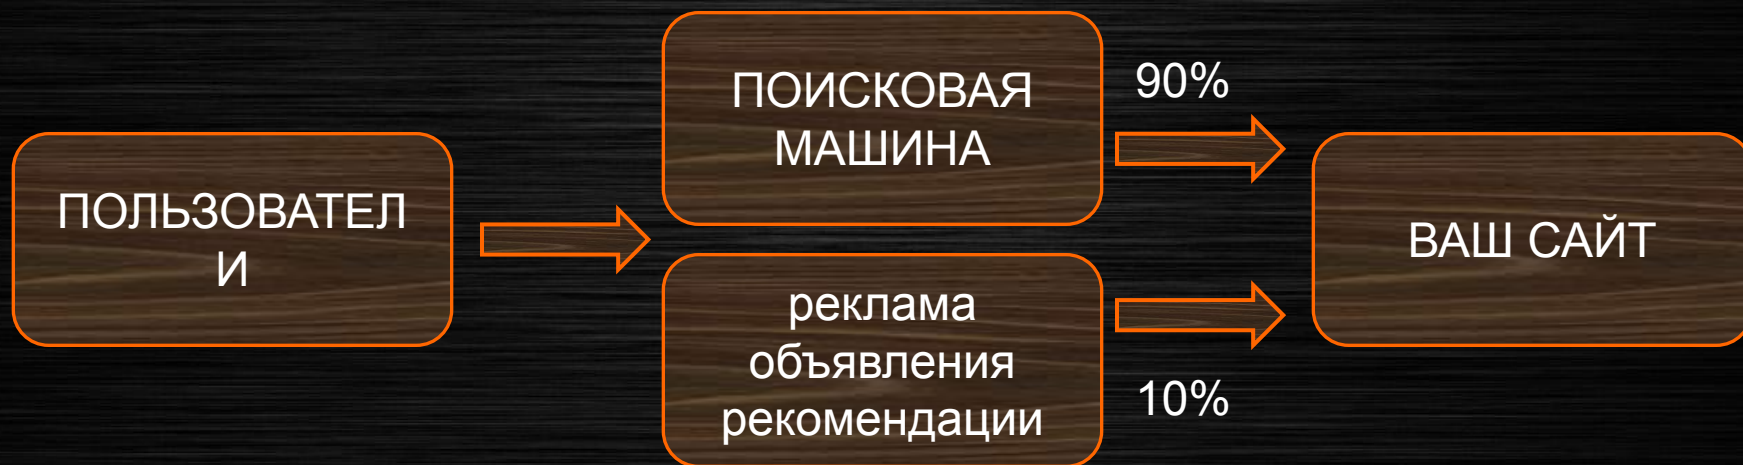 ПОЛЬЗОВАТЕЛ
И
ПОИСКОВАЯ
МАШИНА
90%
реклама
объявления
рекомендации
10%
ВАШ САЙТ